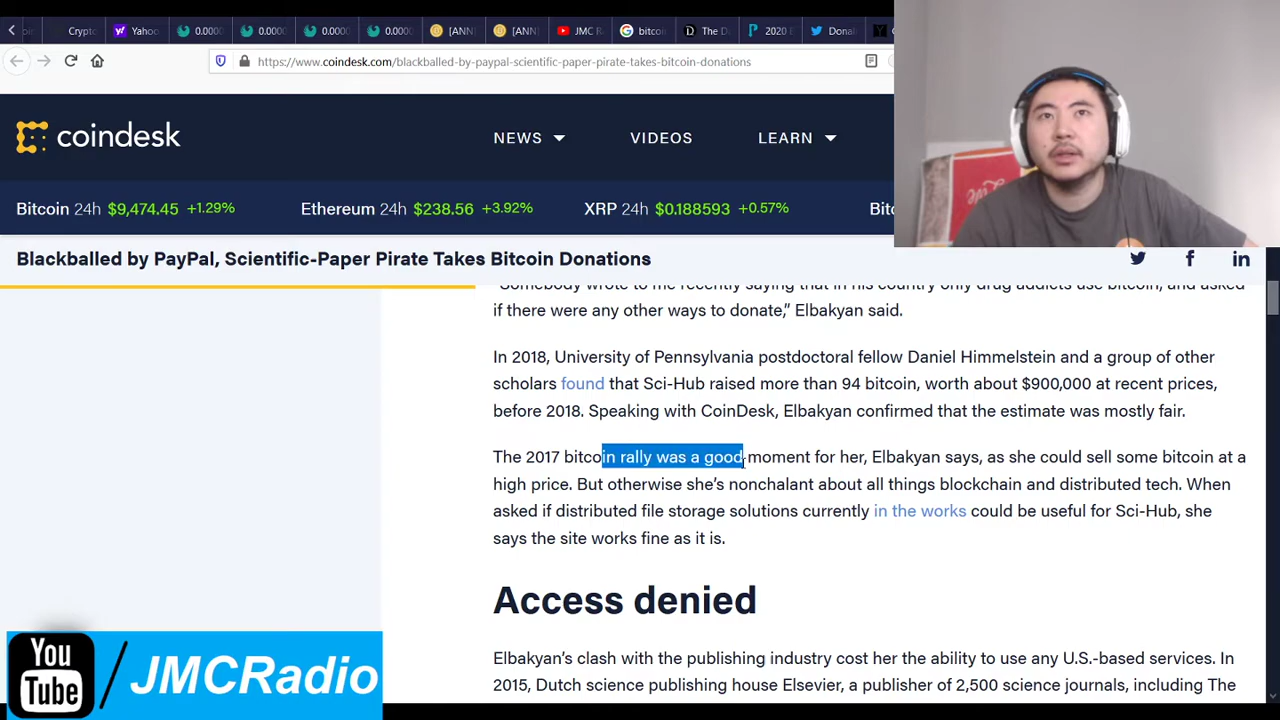 Crypto
Yahoo
0.0000
0.0000
0.0000
0.0000
[ANN
[ANN
JMC R
bitcoi
The D
2020 &
Donal
https://www.coindesk.com/blackballed-by-paypal-scientific-paper-pirate-takes-bitcoin-donations
coindesk
NEWS
VIDEOS
LEARN
Bitcoin 24h $9,474.45 +1.29%
Ethereum 24h $238.56 +3.92%
XRP 24h $0.188593 +0.57%
Bit
Blackballed by PayPal, Scientific-Paper Pirate Takes Bitcoin Donations
"Somebody wrote to me recently saying that in his country only drug addicts use bitcoin, and asked
if there were any other ways to donate," Elbakyan said.
In 2018, University of Pennsylvania postdoctoral fellow Daniel Himmelstein and a group of other
scholars found that Sci-Hub raised more than 94 bitcoin, worth about $900,000 at recent prices,
before 2018. Speaking with CoinDesk, Elbakyan confirmed that the estimate was mostly fair.
The 2017 bitcoin rally was a good moment for her, Elbakyan says, as she could sell some bitcoin at a
high price. But otherwise she's nonchalant about all things blockchain and distributed tech. When
asked if distributed file storage solutions currently in the works could be useful for Sci-Hub, she
says the site works fine as it is.
Access denied
Elbakyan's clash with the publishing industry cost her the ability to use any U.S.-based services. In
2015, Dutch science publishing house Elsevier, a publisher of 2,500 science journals, including The
You
Tube
/JMCRadio